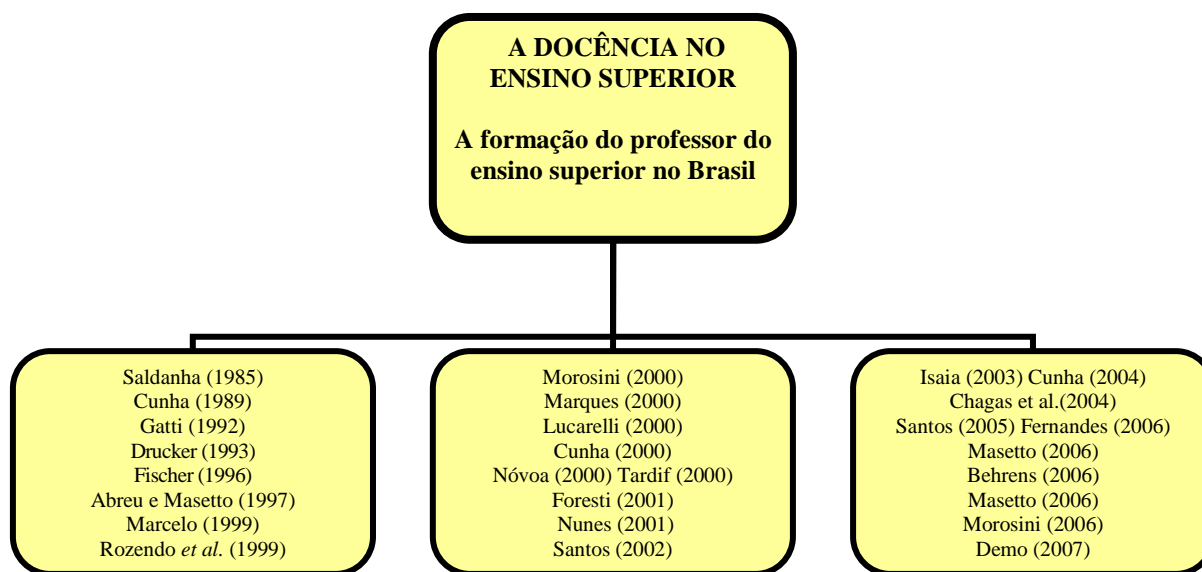 A DOCÊNCIA NO
ENSINO SUPERIOR
A formação do professor do
ensino superior no Brasil
Saldanha (1985)
Cunha (1989)
Gatti (1992)
Drucker (1993)
Fischer (1996)
Abreu e Masetto (1997)
Marcelo (1999)
Rozendo et al. (1999)
Morosini (2000)
Marques (2000)
Lucarelli (2000)
Cunha (2000)
Nóvoa (2000) Tardif (2000)
Foresti (2001)
Nunes (2001)
Santos (2002)
Isaia (2003) Cunha (2004)
Chagas et al.(2004)
Santos (2005) Fernandes (2006)
Masetto (2006)
Behrens (2006)
Masetto (2006)
Morosini (2006)
Demo (2007)